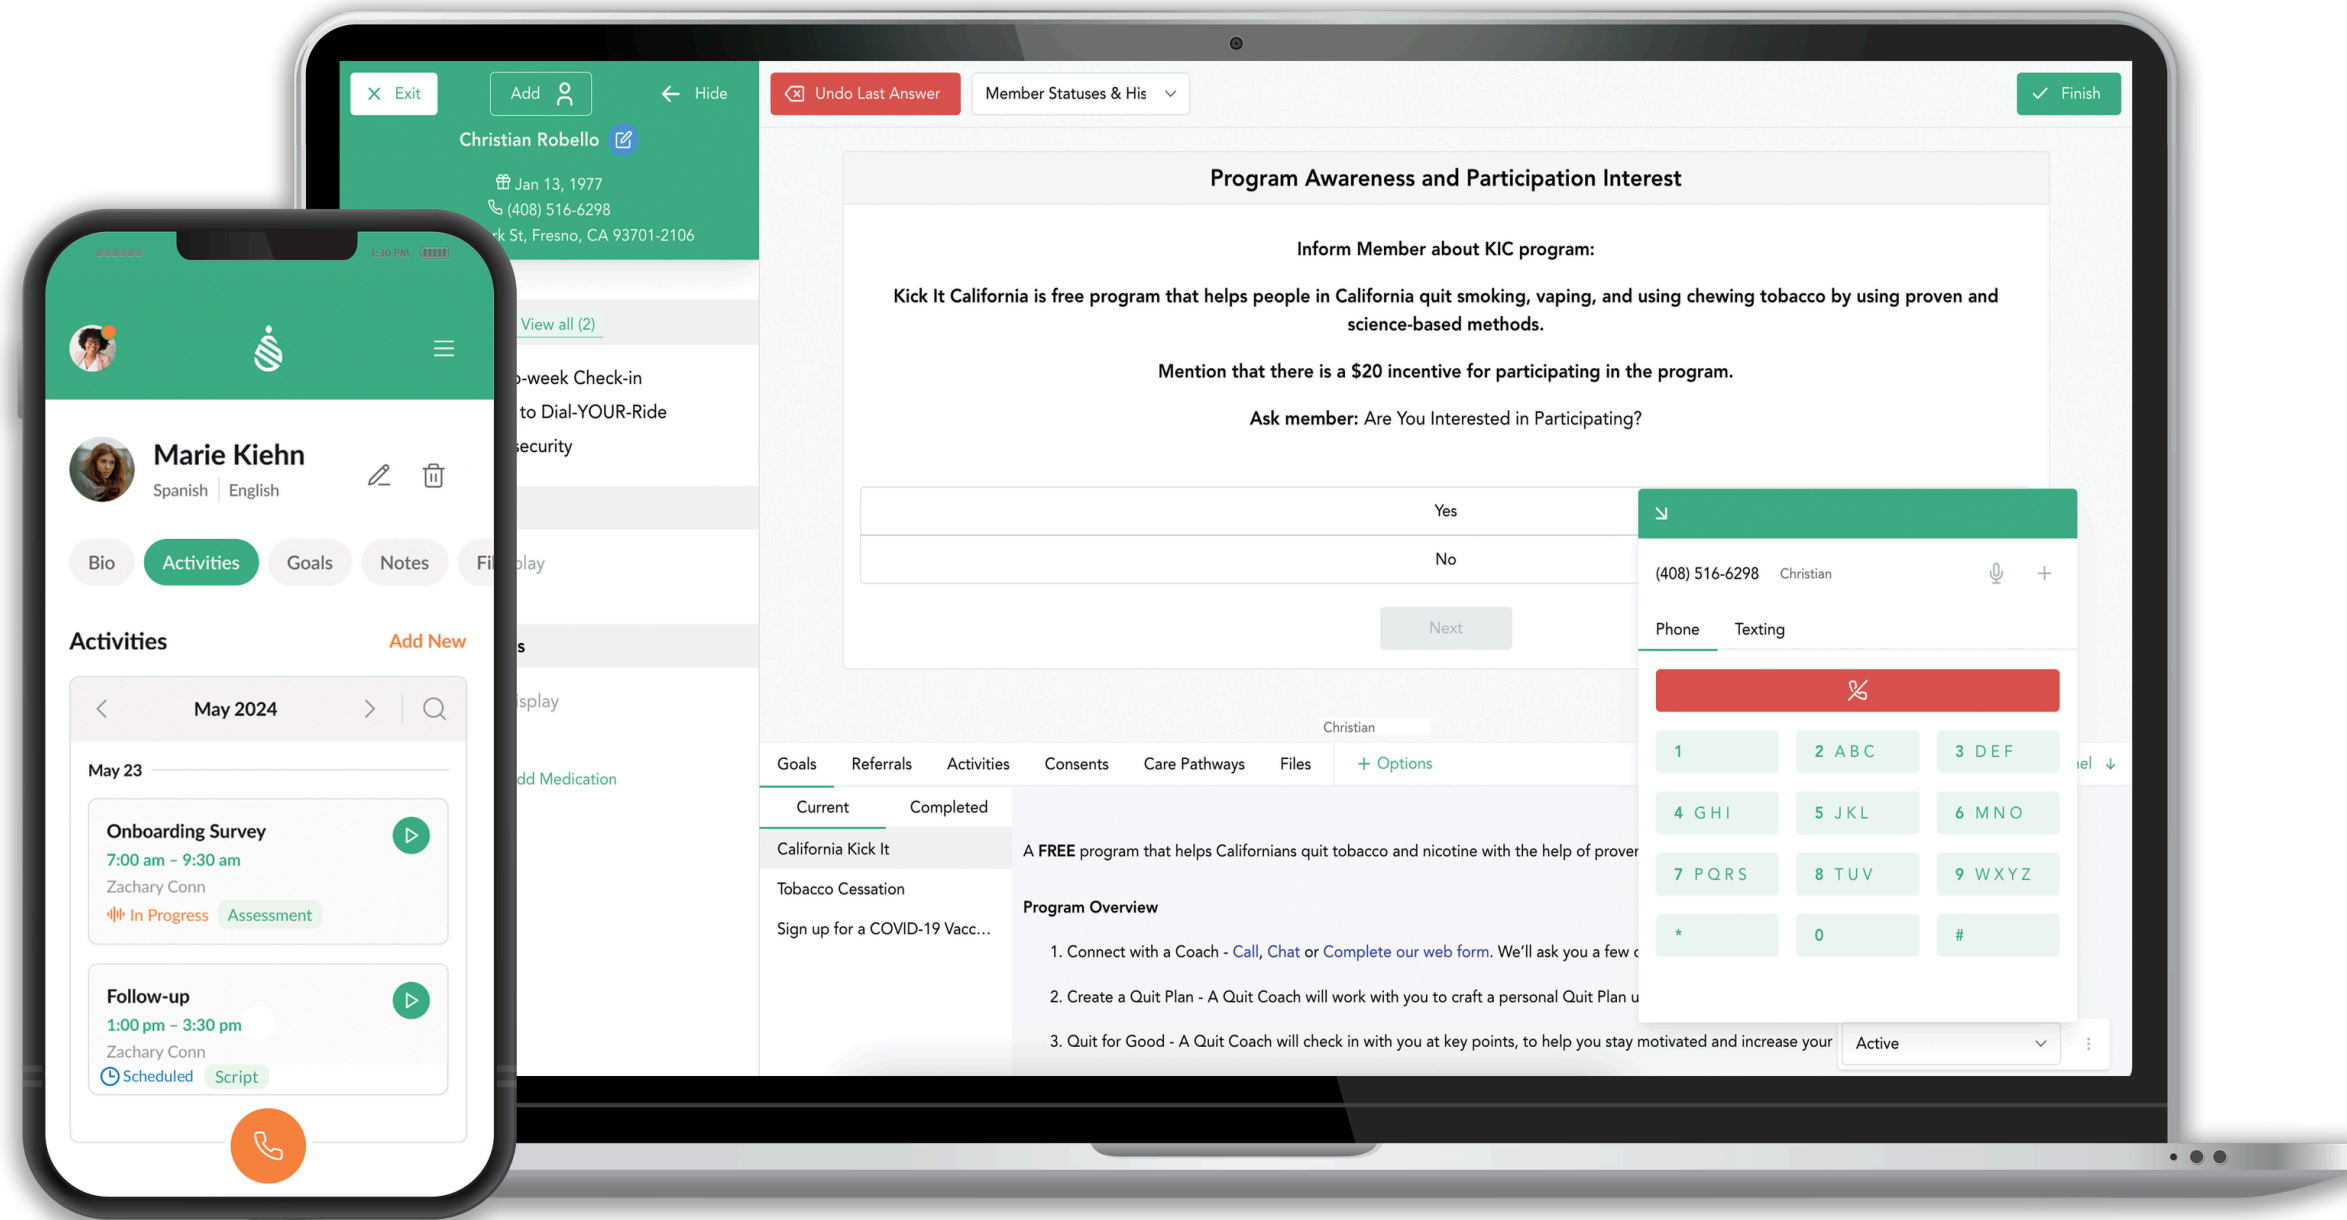 Exit
Add
Hide
Christian Robello
Jan 13, 1977
(408) 516-6298
St, Fresno, CA 93701-2106
View all (2)
-week Check-in
to Dial-YOUR-Ride
security
play
s
isplay
dd Medication
Undo Last Answer
Member Statuses & His
Finish
Program Awareness and Participation Interest
Inform Member about KIC program:
Kick It California is free program that helps people in California quit smoking, vaping, and using chewing tobacco by using proven and
science-based methods.
Mention that there is a $20 incentive for participating in the program.
Ask member: Are You Interested in Participating?
Yes
No
Next
Christian
Goals Referrals Activities Consents Care Pathways Files + Options
el
Current Completed
California Kick It
Tobacco Cessation
Sign up for a COVID-19 Vacc...
A FREE program that helps Californians quit tobacco and nicotine with the help of prover
Program Overview
1. Connect with a Coach - Call, Chat or Complete our web form. We'll ask you a few
2. Create a Quit Plan - A Quit Coach will work with you to craft a personal Quit Plan u
3. Quit for Good - A Quit Coach will check in with you at key points, to help you stay motivated and increase your
Active
(408) 516-6298 Christian
Phone Texting
1 2 ABC 3 DEF
4 GHI 5 JKL 6 MNO
7 PQRS 8 TUV 9 WXYZ
* 0 #
1:30 PM
Marie Kiehn
Spanish English
Bio Activities Goals Notes Fil
Activities Add New
May 2024
May 23
Onboarding Survey
7:00 am – 9:30 am
Zachary Conn
In Progress Assessment
Follow-up
1:00 pm – 3:30 pm
Zachary Conn
Scheduled Script